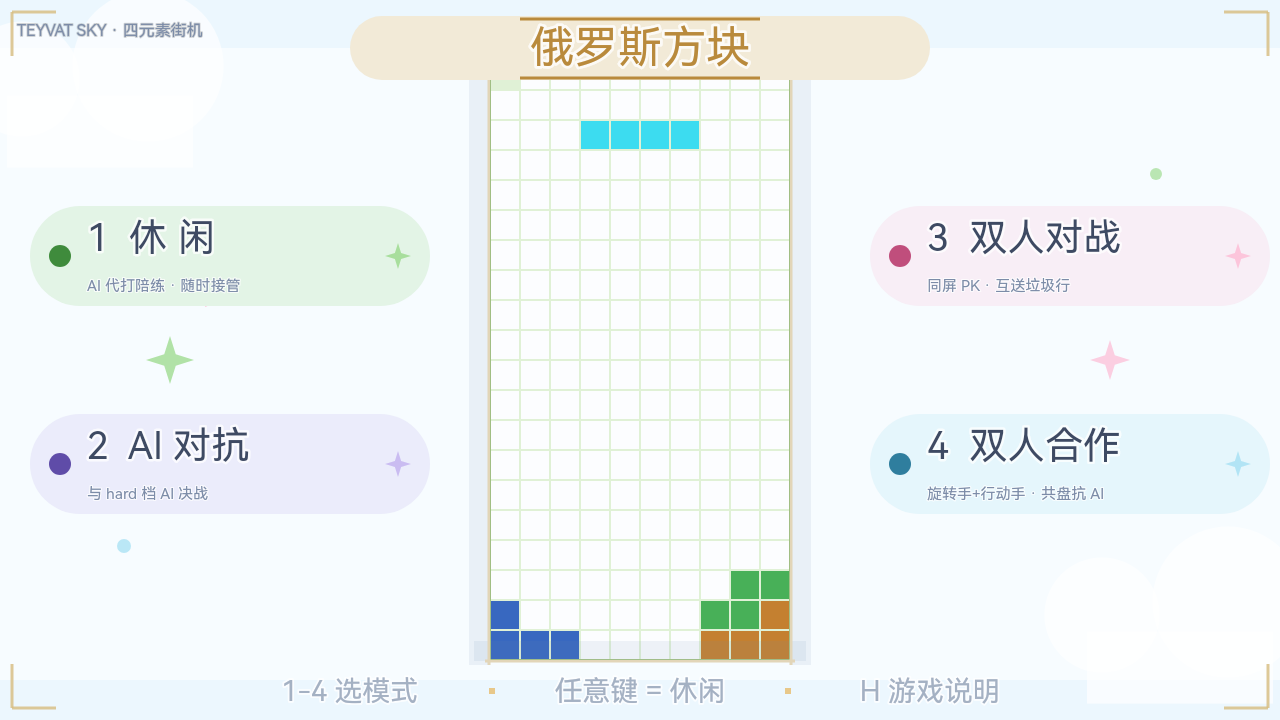 TEYVAT SKY · 四元素街机
俄罗斯方块
1 休 闲
AI 代打陪练 · 随时接管
2 AI 对抗
与 hard 档 AI 决战
3 双人对战
同屏 PK · 互送垃圾行
4 双人合作
旋转手+行动手 · 共盘抗 AI
1-4 选模式 · 任意键 = 休闲 · H 游戏说明